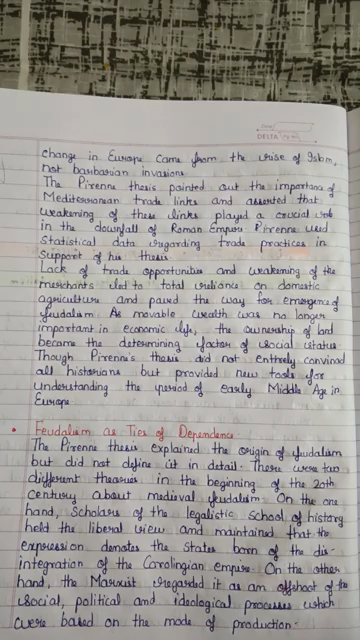 DELTA
change in Europe came from the rise of Islam,
not barbarian invasions
The Pirenne thesis pointed out the importance of
Mediterranean trade links and asserted that
weakening of these links played a crucial role
in the downfall of Roman Empire Pirenne used
Statistical data regarding trade practices in
support of his thesis
Lack of trade opportunities and weakening of the
merchants led to total reliance on domestic
agriculture and paved the way for emergence of
feudalism. As movable wealth was no longer
important in economic life, the ownership of land
became the determining factor of social status.
Though Pirenne's thesis did not entirely convinced
all historians but provided new tools for
understanding the period of early Middle Age in
Europe
• Feudalism as Ties of Dependence
The Pirenne thesis explained the origin of feudalism
but did not define it in detail. There were two
different theories in the beginning of the 20th
Century about medieval feudalism. On the one
hand, scholars of the legalistic school of history
held the liberal view and maintained that the
expression denotes the States born of the dis-
integration of the Carolingian empire. On the other
hand, the Marxist regarded it as an offshoot of the
social, political and ideological processes which
were based on the mode of production.